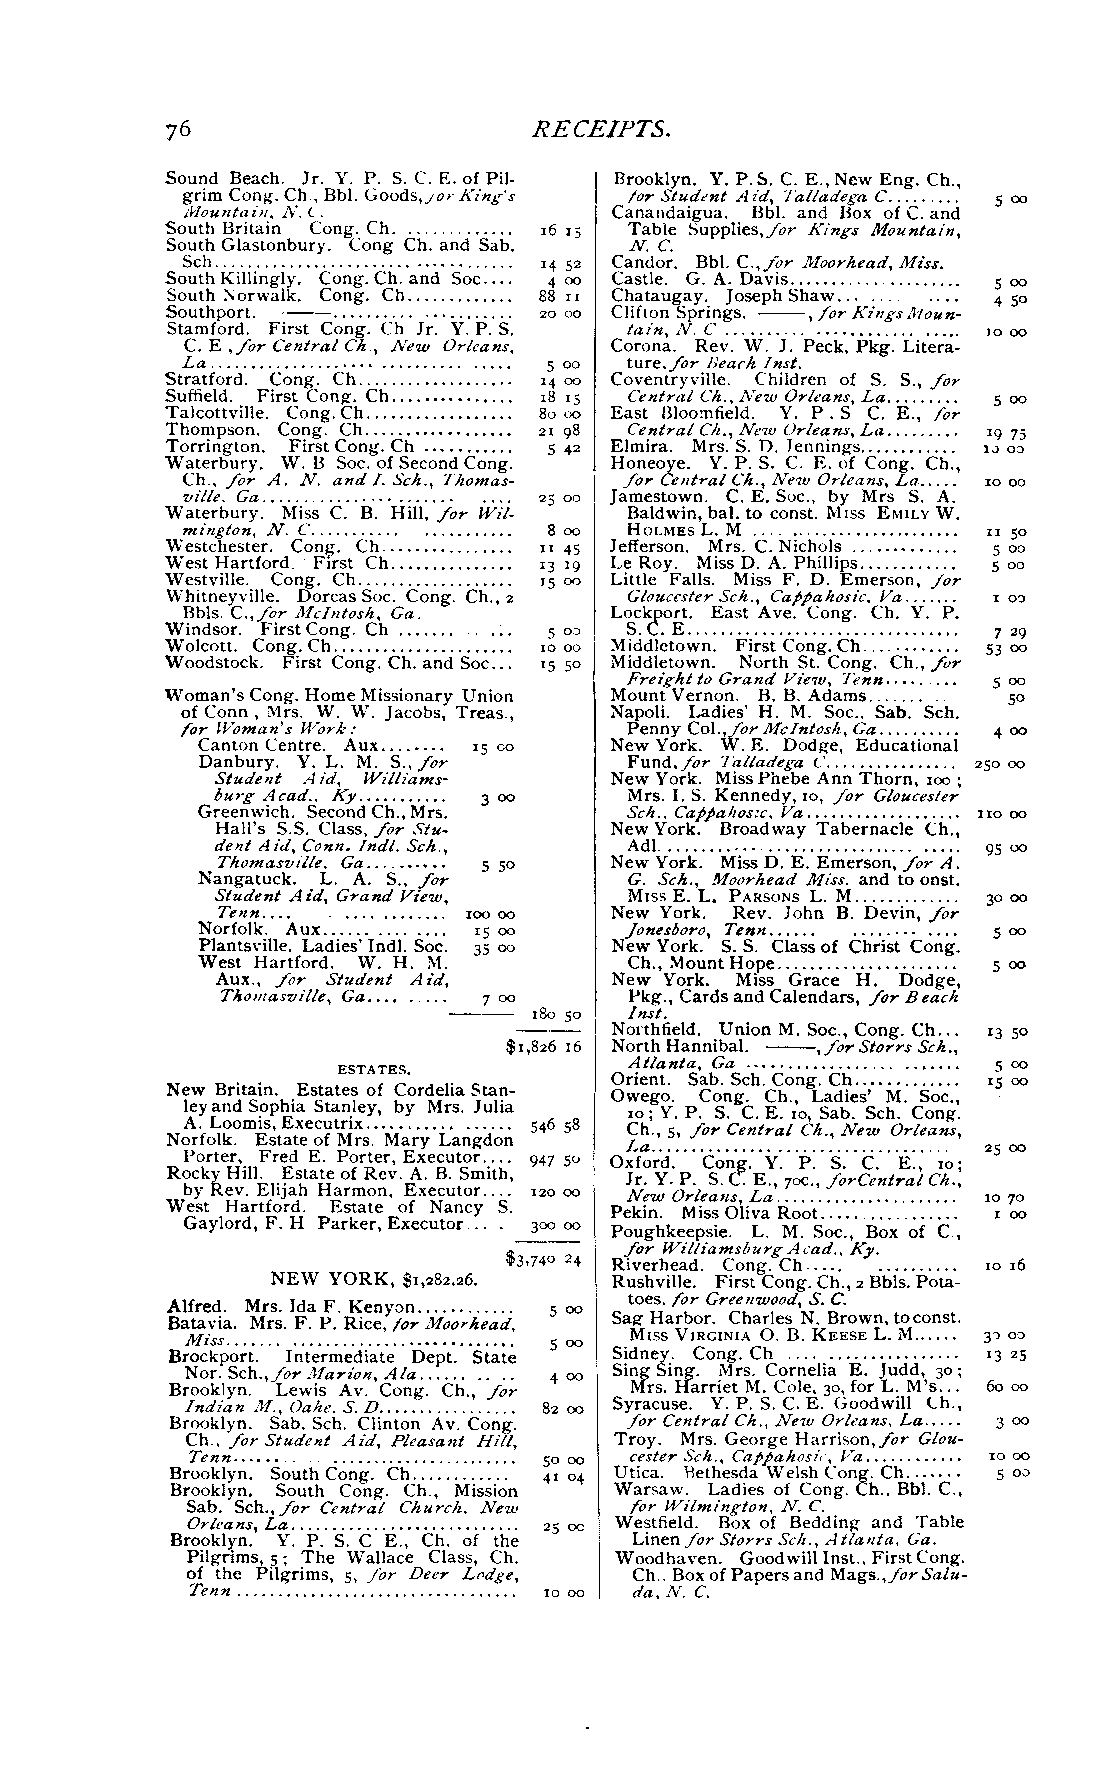 76
RECEIPTS.
Sound Beach. Jr. Y. P. S. C. E. of Pil-
grim Cong. Ch., Bbl. Goods, for King's
Mountain, N. C.
South Britain Cong. Ch. ............. 16 15
South Glastonbury. Cong Ch. and Sab.
Sch.................................... 14 52
South Killingly. Cong. Ch. and Soc.... 4 00
South Norwalk. Cong. Ch............. 88 11
Southport. ——...................... 20 00
Stamford. First Cong. Ch Jr. Y. P. S.
C. E , for Central Ch., New Orleans,
La..................................... 5 00
Stratford. Cong. Ch................... 14 00
Suffield. First Cong. Ch............... 18 15
Talcottville. Cong. Ch.................. 80 00
Thompson. Cong. Ch.................. 21 98
Torrington. First Cong. Ch ........... 5 42
Waterbury. W. B Soc. of Second Cong.
Ch., for A. N. and I. Sch., Thomas-
ville. Ga........................... 25 00
Waterbury. Miss C. B. Hill, for Wil-
mington, N. C........................ 8 00
Westchester. Cong. Ch................ 11 45
West Hartford. First Ch............... 13 19
Westville. Cong. Ch................... 15 00
Whitneyville. Dorcas Soc. Cong. Ch., 2
Bbls. C., for McIntosh, Ga.
Windsor. First Cong. Ch .............. 5 00
Wolcott. Cong. Ch...................... 10 00
Woodstock. First Cong. Ch. and Soc... 15 50
Woman's Cong. Home Missionary Union
of Conn , Mrs. W. W. Jacobs, Treas.,
for Woman's Work:
Canton Centre. Aux........ 15 00
Danbury. Y. L. M. S., for
Student Aid, Williams-
burg Acad., Ky........... 3 00
Greenwich. Second Ch., Mrs.
Hall's S.S. Class, for Stu-
dent Aid, Conn. Indl. Sch.,
Thomasville. Ga.......... 5 50
Nangatuck. L. A. S., for
Student Aid, Grand View,
Tenn.... ............. 100 00
Norfolk. Aux............... 15 00
Plantsville. Ladies' Indl. Soc. 35 00
West Hartford. W. H. M.
Aux., for Student Aid,
Thomasville, Ga.......... 7 00
—— 180 50
$1,826 16
ESTATES.
New Britain. Estates of Cordelia Stan-
ley and Sophia Stanley, by Mrs. Julia
A. Loomis, Executrix................. 546 58
Norfolk. Estate of Mrs. Mary Langdon
Porter, Fred E. Porter, Executor.... 947 50
Rocky Hill. Estate of Rev. A. B. Smith,
by Rev. Elijah Harmon, Executor.... 120 00
West Hartford. Estate of Nancy S.
Gaylord, F. H Parker, Executor.... 300 00
$3,740 24
NEW YORK, $1,282.26.
Alfred. Mrs. Ida F. Kenyon............ 5 00
Batavia. Mrs. F. P. Rice, for Moorhead,
Miss................................... 5 00
Brockport. Intermediate Dept. State
Nor. Sch., for Marion, Ala............ 4 00
Brooklyn. Lewis Av. Cong. Ch., for
Indian M., Oahe. S. D................ 82 00
Brooklyn. Sab. Sch. Clinton Av. Cong.
Ch., for Student Aid, Pleasant Hill,
Tenn.................................. 50 00
Brooklyn. South Cong. Ch............ 41 04
Brooklyn. South Cong. Ch., Mission
Sab. Sch., for Central Church. New
Orleans, La........................... 25 00
Brooklyn. Y. P. S. C E., Ch. of the
Pilgrims, 5; The Wallace Class, Ch.
of the Pilgrims, 5, for Deer Lodge,
Tenn.................................. 10 00
Brooklyn. Y. P. S. C. E., New Eng. Ch.,
for Student Aid, Talladega C......... 5 00
Canandaigua. Bbl. and Box of C. and
Table Supplies, for Kings Mountain,
N. C.
Candor. Bbl. C., for Moorhead, Miss.
Castle. G. A. Davis..................... 5 00
Chataugay. Joseph Shaw............. 4 50
Clifton Springs. ——, for Kings Moun-
tain, N. C ............................. 10 00
Corona. Rev. W. J. Peck, Pkg. Litera-
ture. for Beach Inst.
Coventryville. Children of S. S., for
Central Ch., New Orleans, La......... 5 00
East Bloomfield. Y. P. S C. E., for
Central Ch., New Orleans, La......... 19 75
Elmira. Mrs. S. D. Jennings............ 10 00
Honeoye. Y. P. S. C. E. of Cong. Ch.,
for Central Ch., New Orleans, La..... 10 00
Jamestown. C. E. Soc., by Mrs S. A.
Baldwin, bal. to const. MISS EMILY W.
HOLMES L. M ........................ 11 50
Jefferson. Mrs. C. Nichols ............. 5 00
Le Roy. Miss D. A. Phillips............ 5 00
Little Falls. Miss F. D. Emerson, for
Gloucester Sch., Cappahosic, Va....... 1 00
Lockport. East Ave. Cong. Ch. Y. P.
S. C. E................................. 7 29
Middletown. First Cong. Ch............ 53 00
Middletown. North St. Cong. Ch., for
Freight to Grand View, Tenn......... 5 00
Mount Vernon. B. B. Adams.......... 50
Napoli. Ladies' H. M. Soc., Sab. Sch.
Penny Col., for McIntosh, Ga.......... 4 00
New York. W. E. Dodge, Educational
Fund, for Talladega C................ 250 00
New York. Miss Phebe Ann Thorn, 100;
Mrs. I. S. Kennedy, 10, for Gloucester
Sch., Cappahosic, Va................... 110 00
New York. Broadway Tabernacle Ch.,
Adl..................................... 95 00
New York. Miss D. E. Emerson, for A.
G. Sch., Moorhead Miss. and to onst.
MISS E. L. PARSONS L. M............. 30 00
New York. Rev. John B. Devin, for
Jonesboro, Tenn...................... 5 00
New York. S. S. Class of Christ Cong.
Ch., Mount Hope...................... 5 00
New York. Miss Grace H. Dodge,
Pkg., Cards and Calendars, for Beach
Inst.
Northfield. Union M. Soc., Cong. Ch... 13 50
North Hannibal. ——, for Storrs Sch.,
Atlanta, Ga .......................... 5 00
Orient. Sab. Sch. Cong. Ch............. 15 00
Owego. Cong. Ch., Ladies' M. Soc.,
10; Y. P. S. C. E. 10, Sab. Sch. Cong.
Ch., 5, for Central Ch., New Orleans,
La..................................... 25 00
Oxford. Cong. Y. P. S. C. E., 10;
Jr. Y. P. S. C. E., 70c., for Central Ch.,
New Orleans, La...................... 10 70
Pekin. Miss Oliva Root................. 1 00
Poughkeepsie. L. M. Soc., Box of C.,
for Williamsburg Acad., Ky.
Riverhead. Cong. Ch..... .......... 10 16
Rushville. First Cong. Ch., 2 Bbls. Pota-
toes. for Greenwood, S. C.
Sag Harbor. Charles N. Brown, to const.
MISS VIRGINIA O. B. KEESE L. M...... 30 00
Sidney. Cong. Ch ..................... 13 25
Sing Sing. Mrs. Cornelia E. Judd, 30;
Mrs. Harriet M. Cole, 30, for L. M's... 60 00
Syracuse. Y. P. S. C. E. Goodwill Ch.,
for Central Ch., New Orleans, La..... 3 00
Troy. Mrs. George Harrison, for Glou-
cester Sch., Cappahosic, Va............ 10 00
Utica. Bethesda Welsh Cong. Ch....... 5 00
Warsaw. Ladies of Cong. Ch., Bbl. C.,
for Wilmington, N. C.
Westfield. Box of Bedding and Table
Linen for Storrs Sch., Atlanta, Ga.
Woodhaven. Goodwill Inst., First Cong.
Ch.. Box of Papers and Mags., for Salu-
da, N. C.